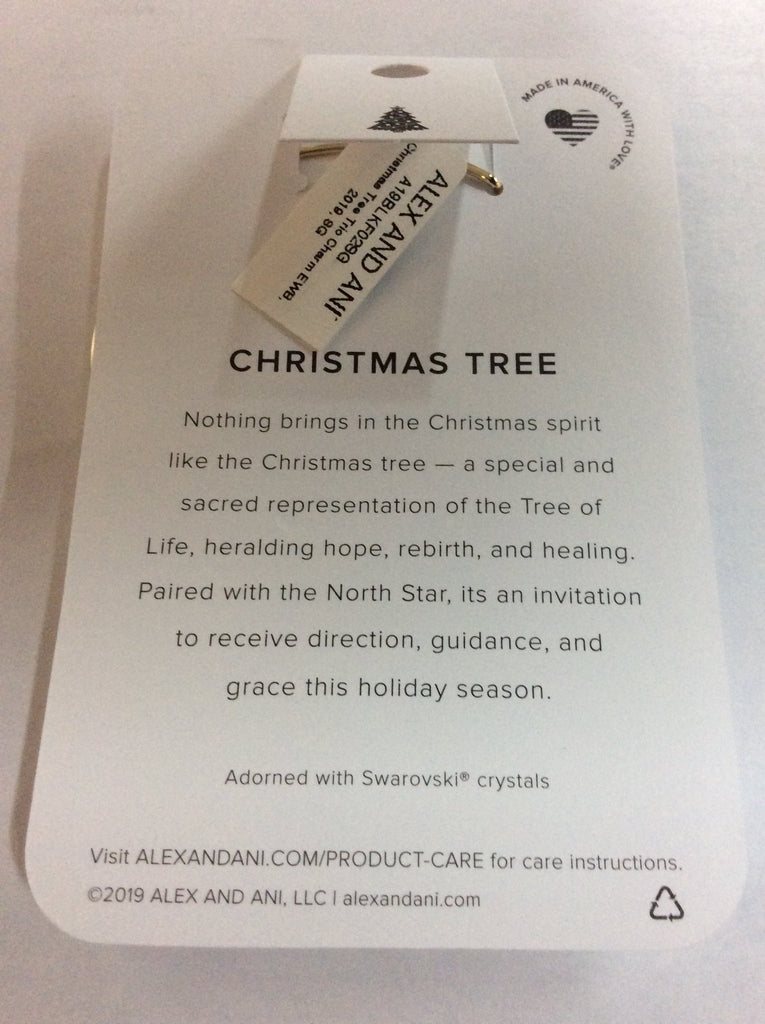 MADE IN AMERICA WITH LOVE®
ALEX AND ANI
A19BLKF029G
Christmas Tree Trio Charm EWB,
2019, SG
CHRISTMAS TREE
Nothing brings in the Christmas spirit
like the Christmas tree — a special and
sacred representation of the Tree of
Life, heralding hope, rebirth, and healing.
Paired with the North Star, its an invitation
to receive direction, guidance, and
grace this holiday season.
Adorned with Swarovski® crystals
Visit ALEXANDANI.COM/PRODUCT-CARE for care instructions.
©2019 ALEX AND ANI, LLC | alexandani.com